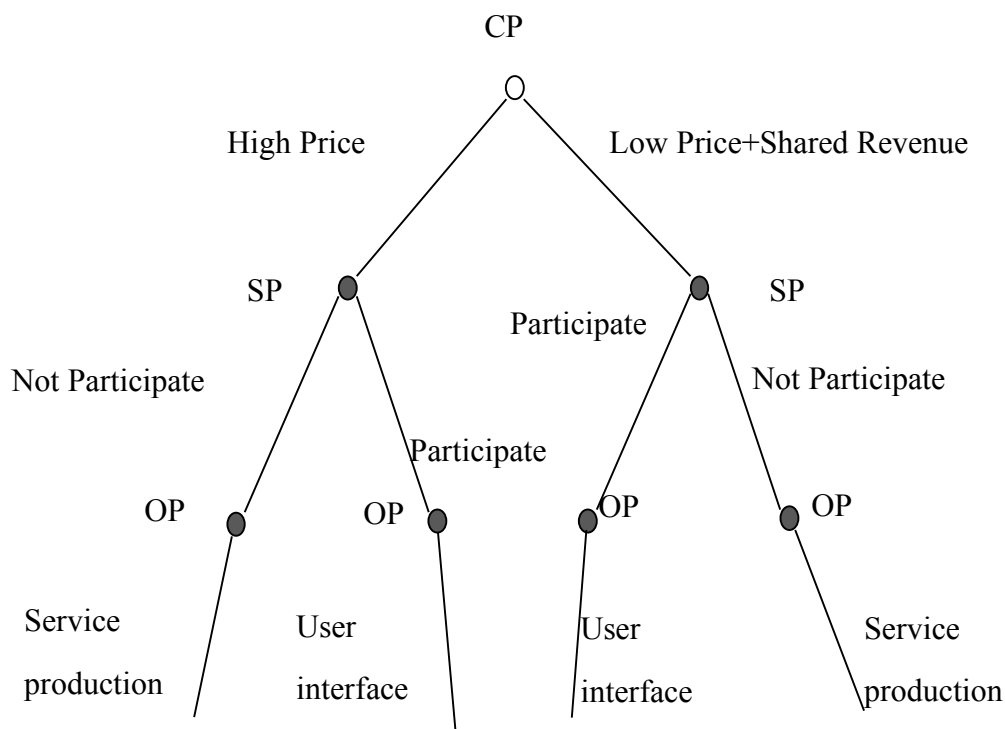 CP
High Price
Low Price+Shared Revenue
SP
SP
Participate
Not Participate
Not Participate
Participate
OP
OP
OP
OP
Service
production
User
interface
User
interface
Service
production